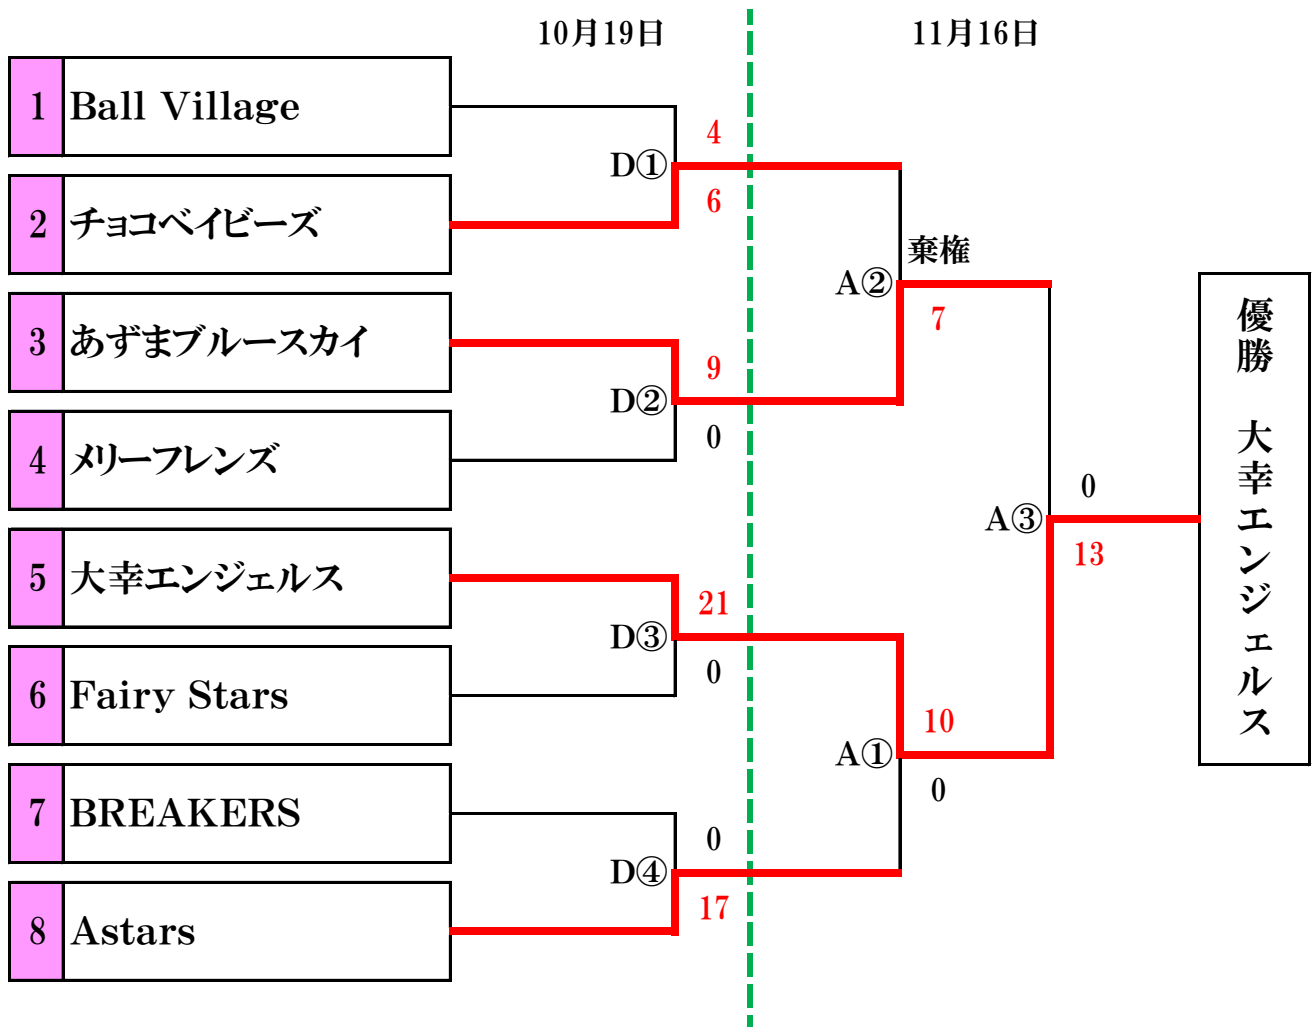 10月19日
11月16日
1 Ball Village
4
D①
6
2 チョコベイビーズ
棄権
A②
7
3 あずまブルースカイ
9
D②
0
4 メリーフレンズ
0
A③
13
優勝 大幸エンジェルス
5 大幸エンジェルス
21
D③
0
6 Fairy Stars
10
A①
0
7 BREAKERS
0
D④
17
8 Astars